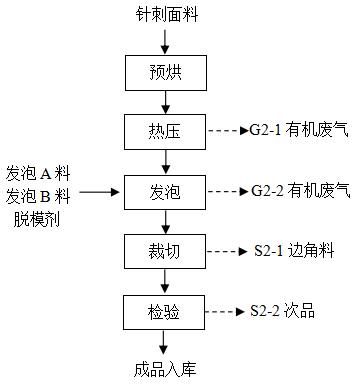 针刺面料
预烘
热压
G2-1 有机废气
发泡 A 料
发泡 B 料
脱模剂
发泡
G2-2 有机废气
裁切
S2-1 边角料
检验
S2-2 次品
成品入库